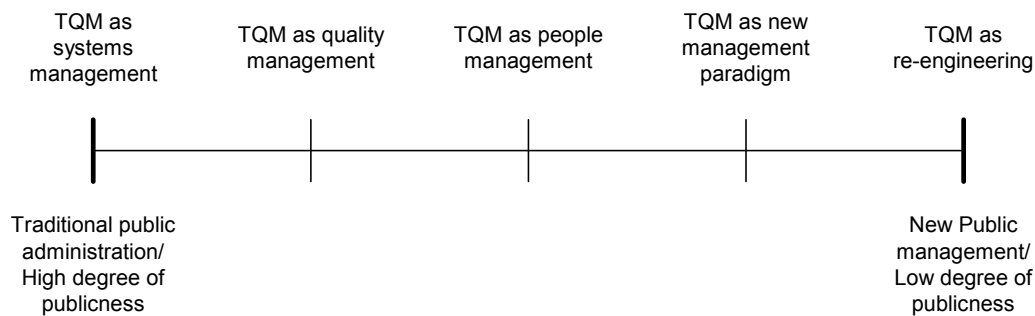 TQM as
systems
management
TQM as quality
management
TQM as people
management
TQM as new
management
paradigm
TQM as
re-engineering
Traditional public
administration/
High degree of
publicness
New Public
management/
Low degree of
publicness